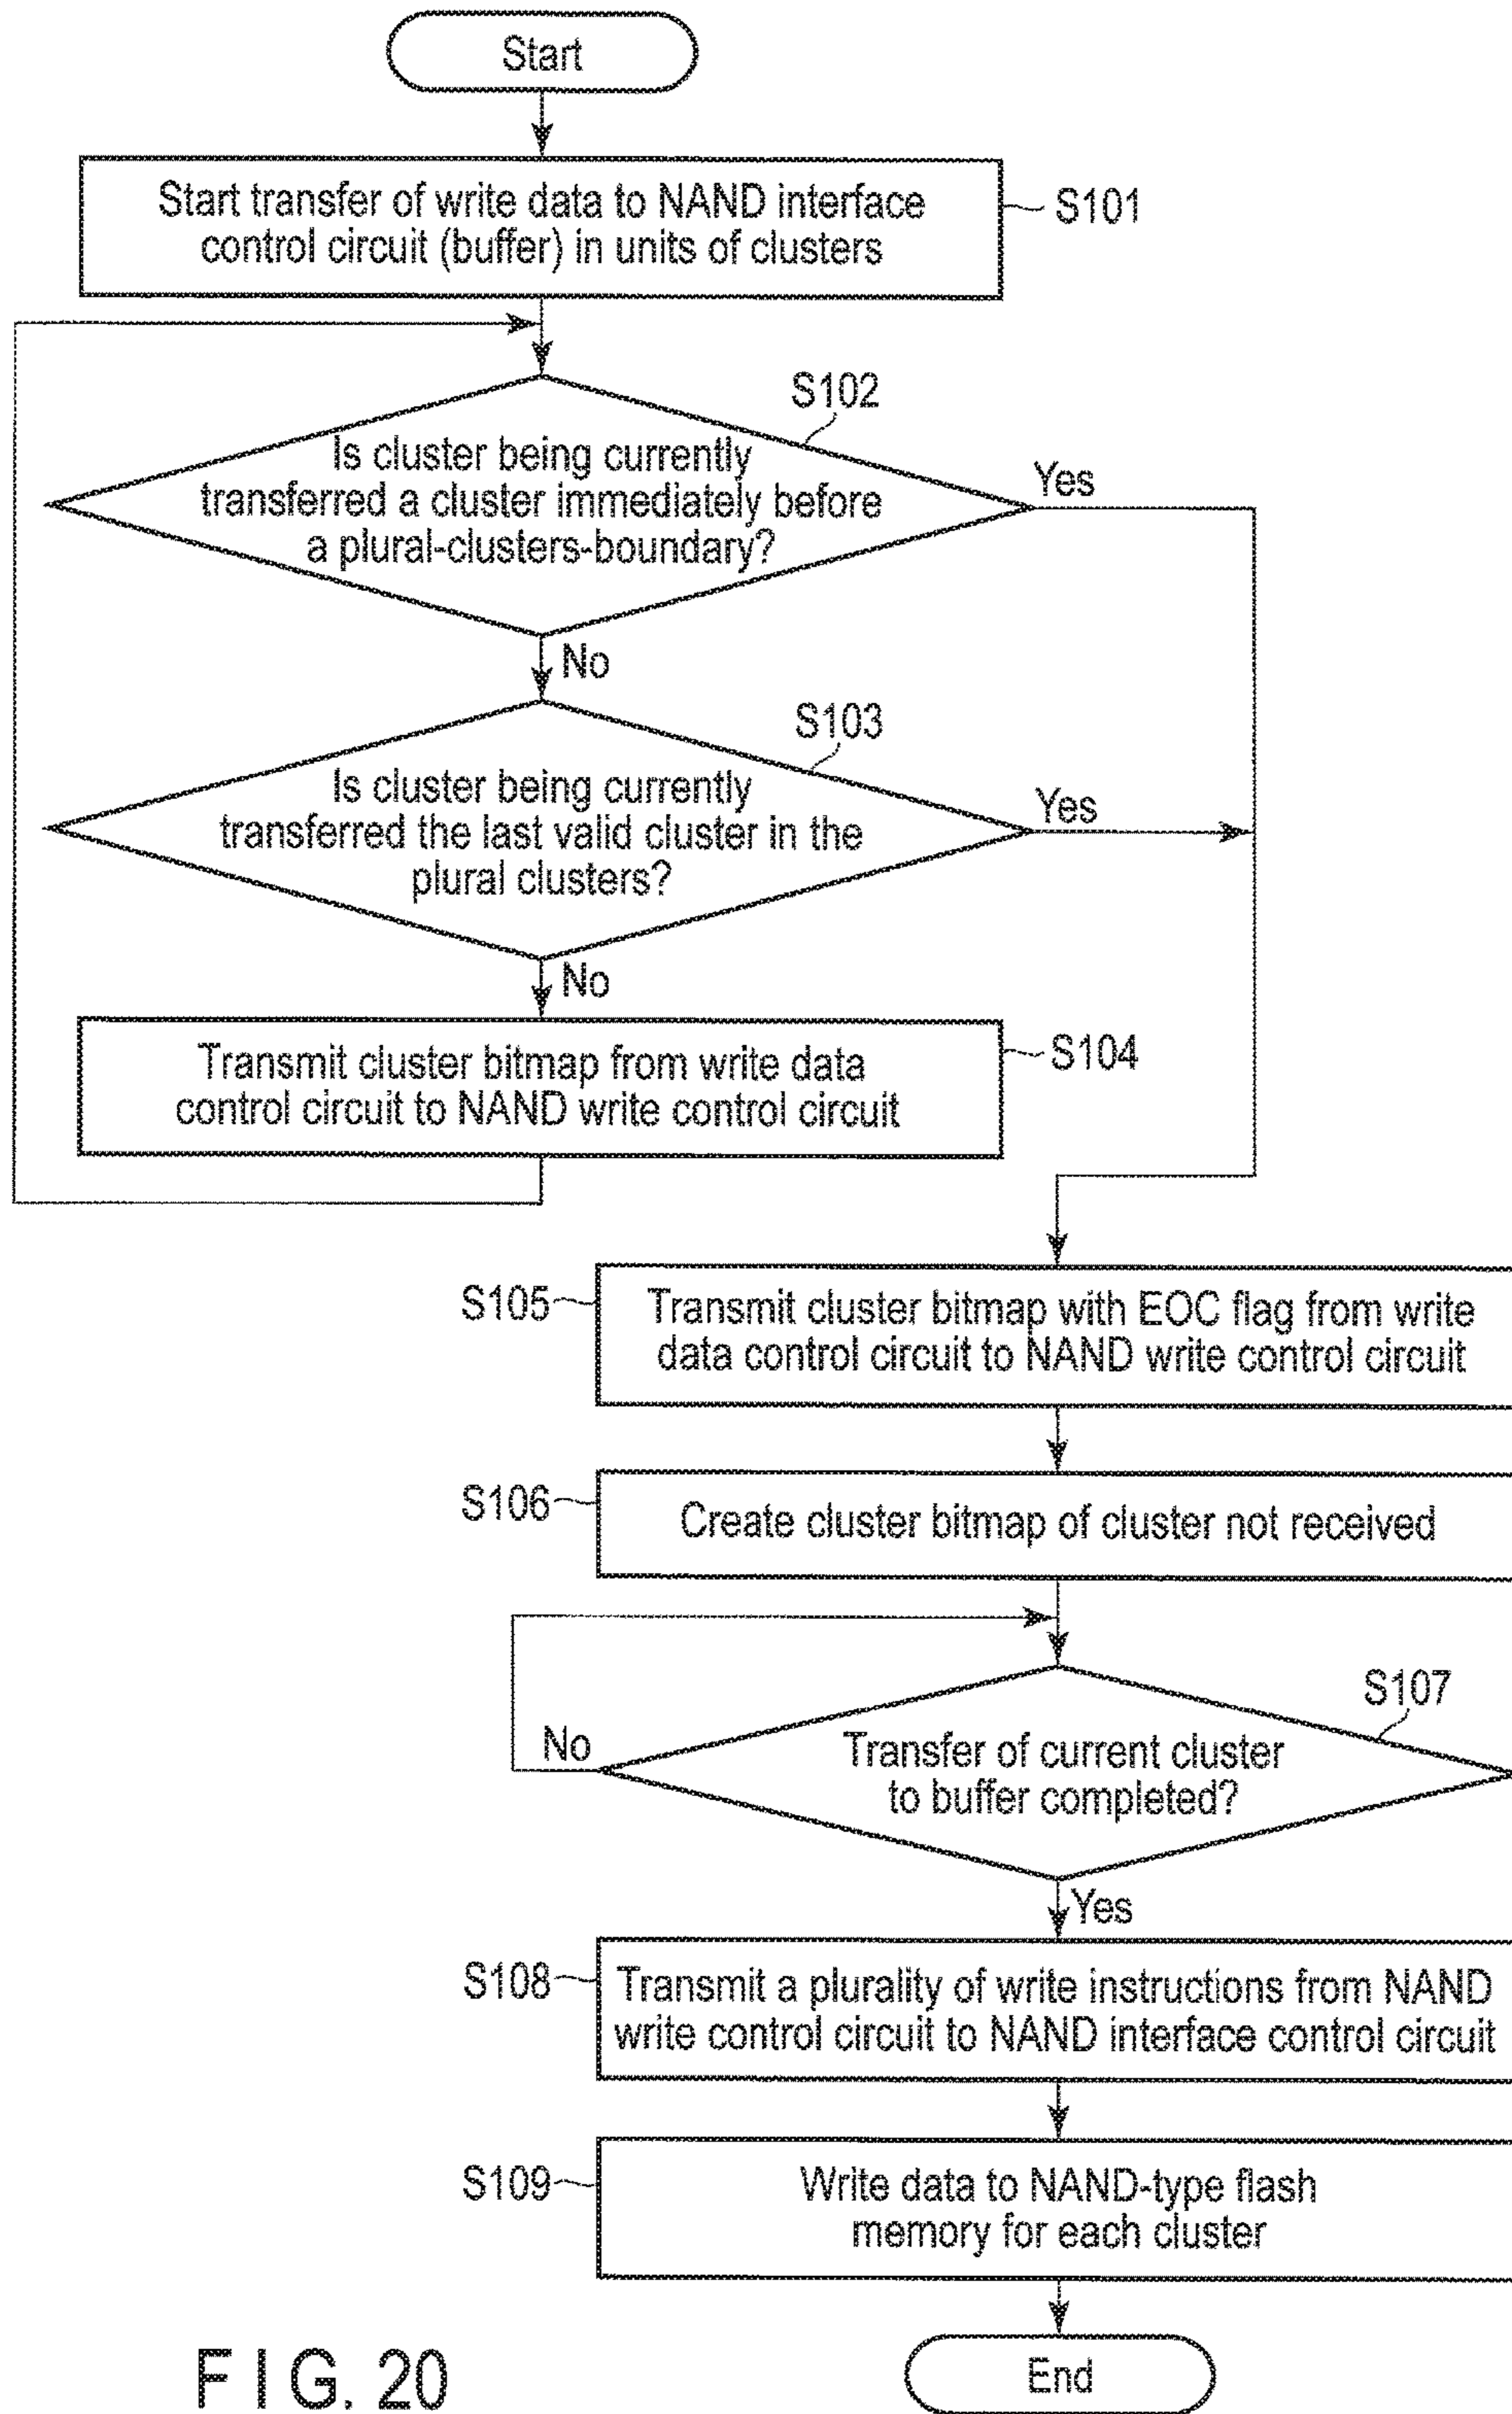 Start
Start transfer of write data to NAND interface
control circuit (buffer) in units of clusters
S101
S102
Is cluster being currently
transferred a cluster immediately before
a plural-clusters-boundary?
Yes
No
S103
Is cluster being currently
transferred the last valid cluster in the
plural clusters?
Yes
No
Transmit cluster bitmap from write data
control circuit to NAND write control circuit
S104
S105
Transmit cluster bitmap with EOC flag from write
data control circuit to NAND write control circuit
S106
Create cluster bitmap of cluster not received
S107
No
Transfer of current cluster
to buffer completed?
Yes
S108
Transmit a plurality of write instructions from NAND
write control circuit to NAND interface control circuit
S109
Write data to NAND-type flash
memory for each cluster
End
FIG. 20